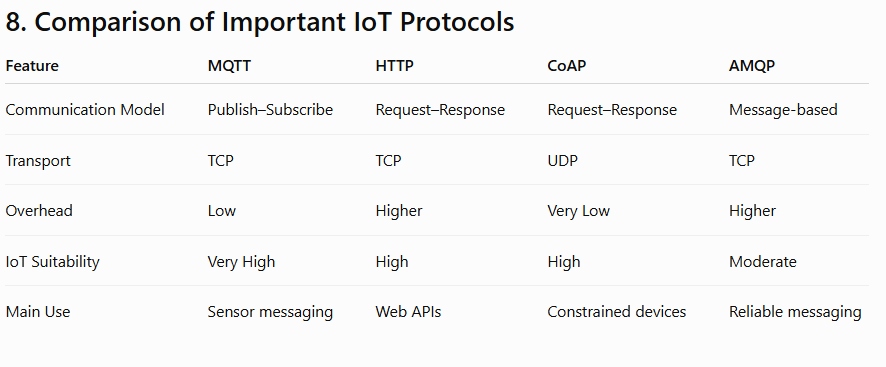 8. Comparison of Important IoT Protocols
Feature MQTT HTTP CoAP AMQP
Communication Model Publish–Subscribe Request–Response Request–Response Message-based
Transport TCP TCP UDP TCP
Overhead Low Higher Very Low Higher
IoT Suitability Very High High High Moderate
Main Use Sensor messaging Web APIs Constrained devices Reliable messaging